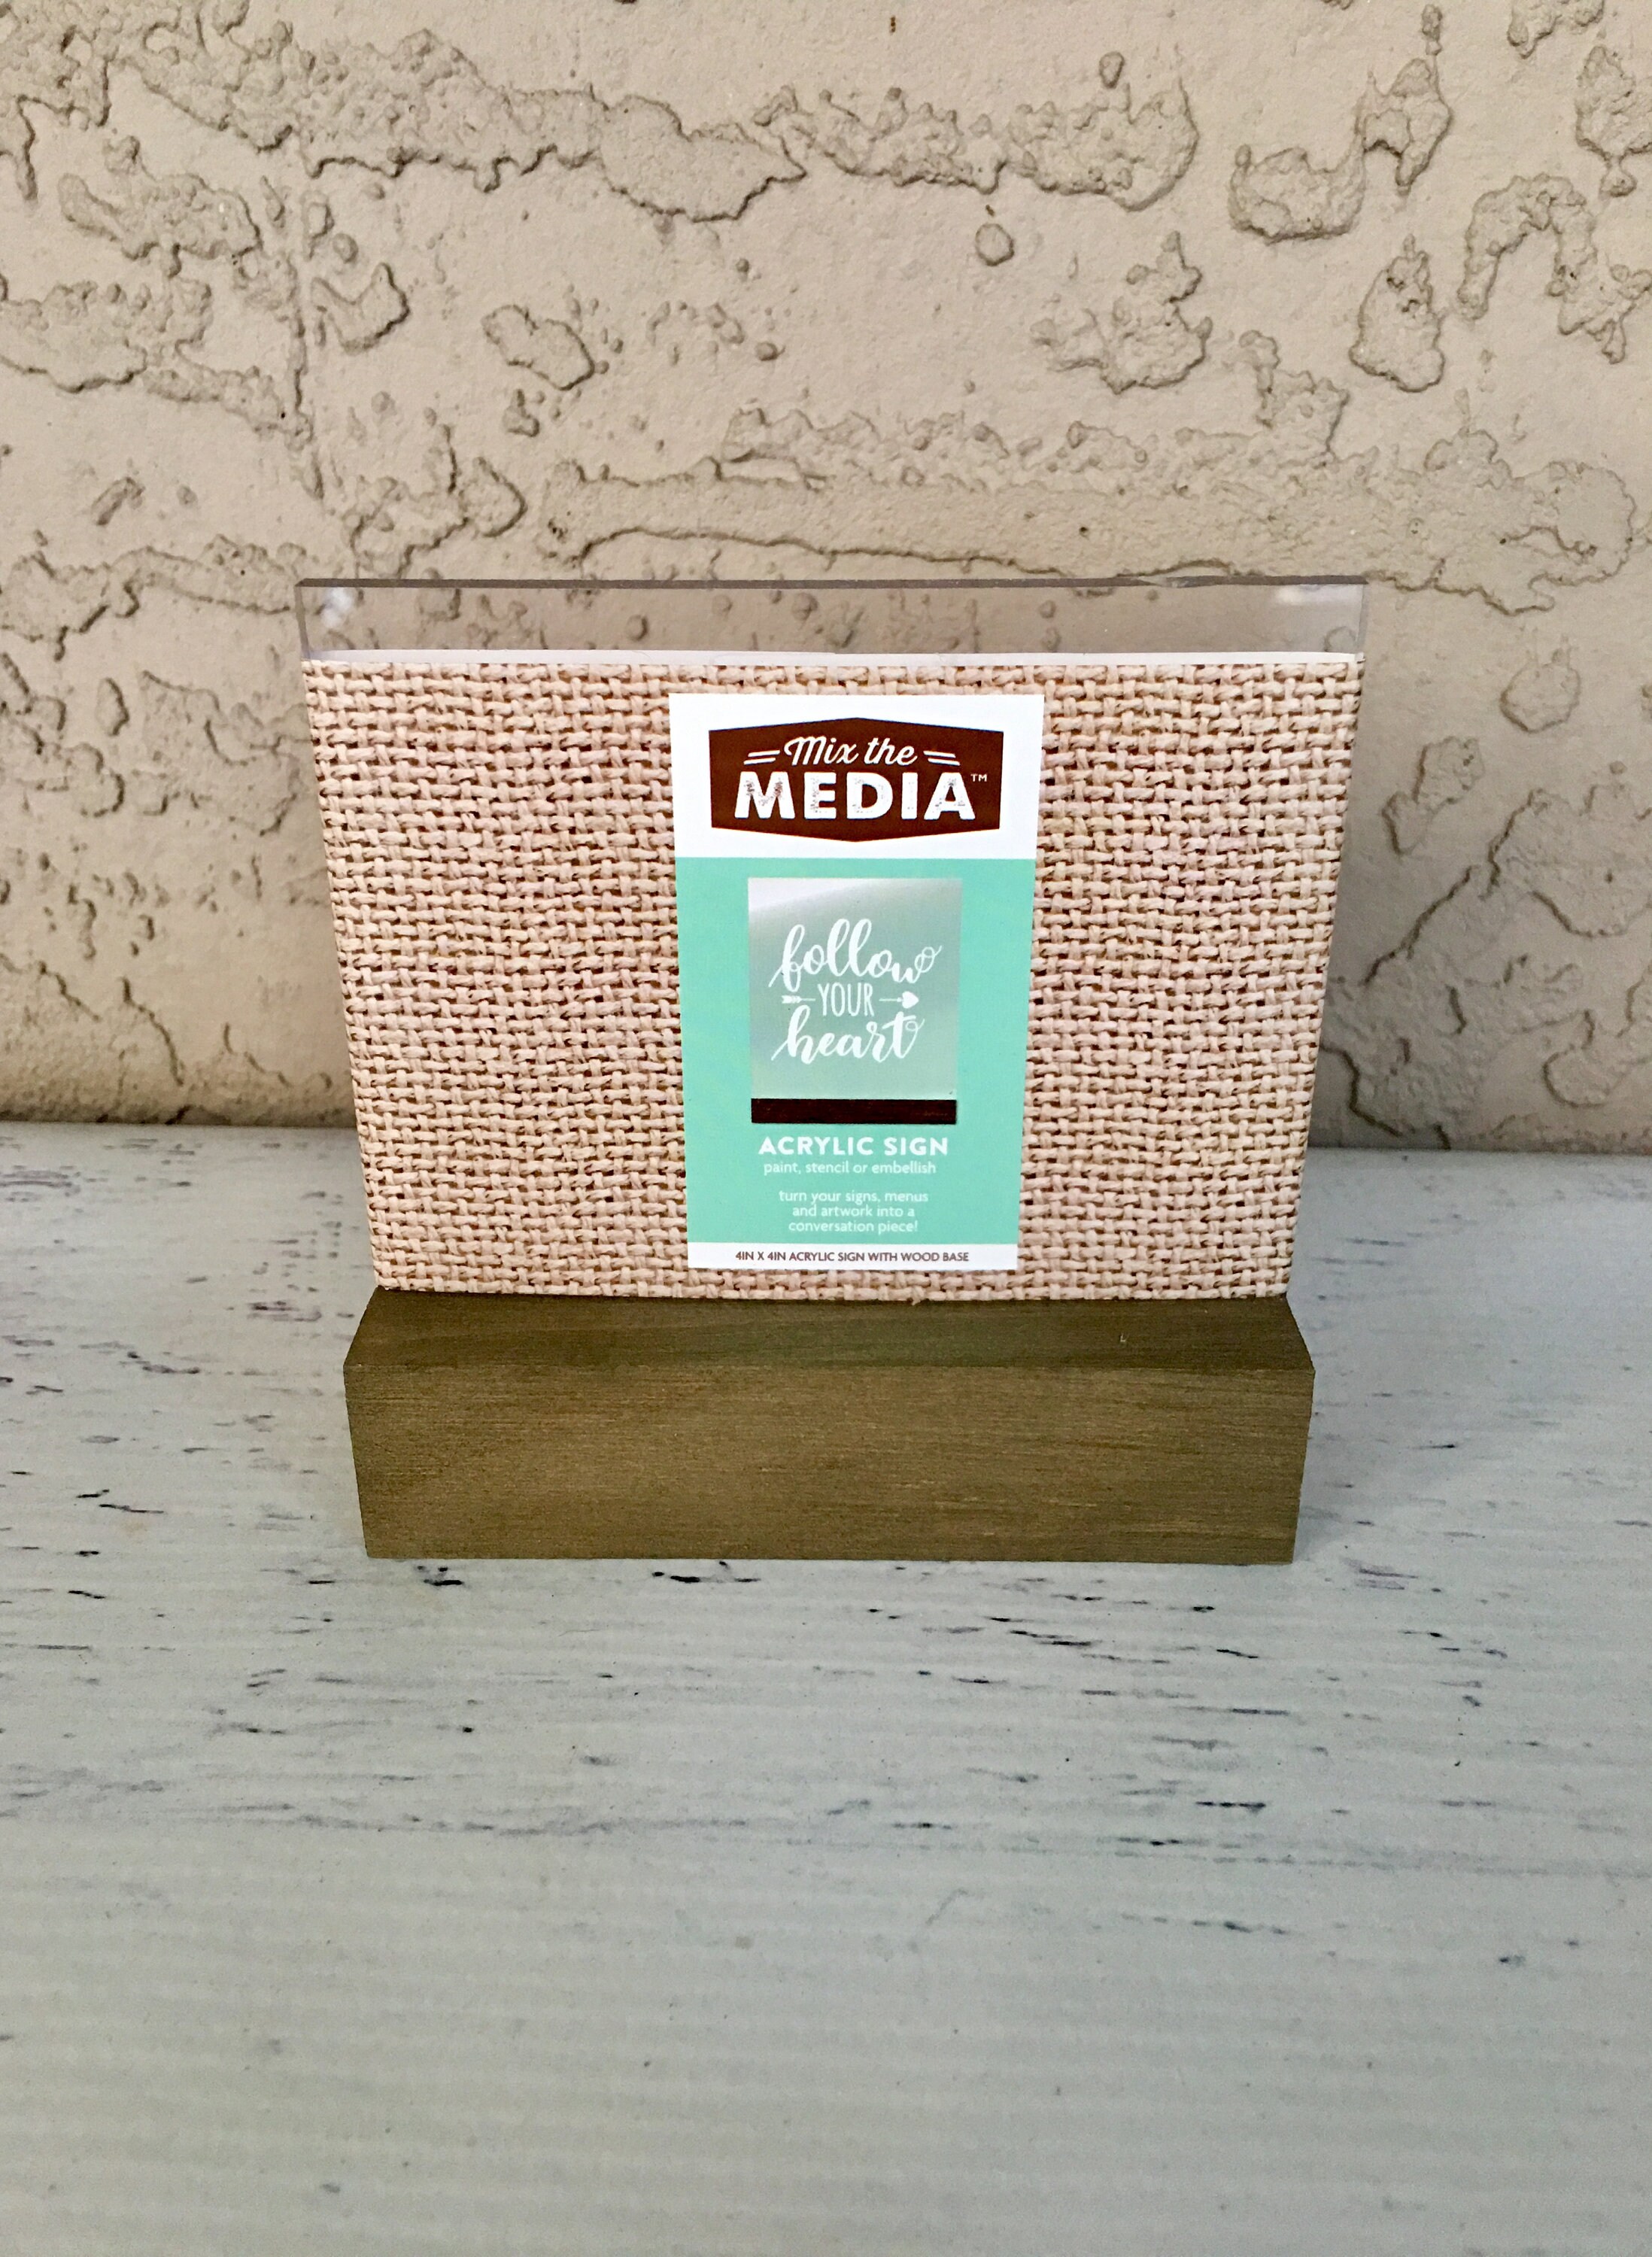 Mix the
MEDIA™
follow
YOUR
heart
ACRYLIC SIGN
paint, stencil or embellish
turn your signs, menus
and artwork into a
conversation piece!
4IN X 4IN ACRYLIC SIGN WITH WOOD BASE